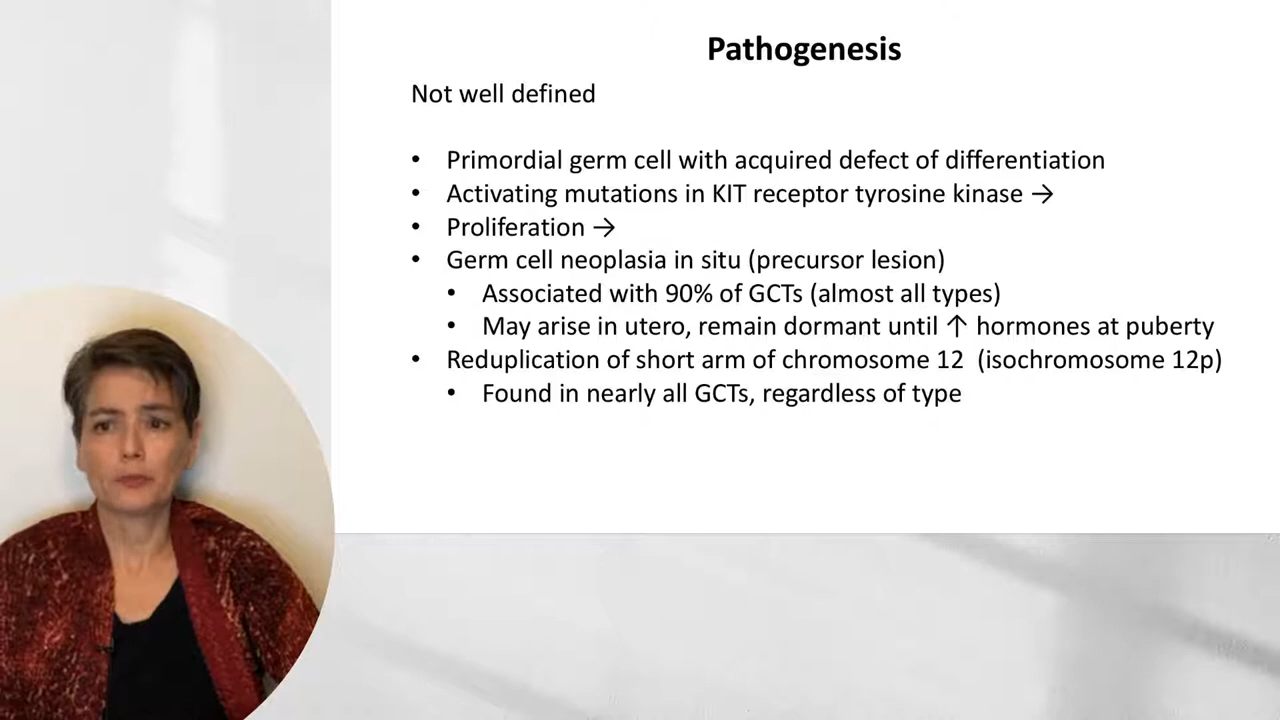 Pathogenesis
Not well defined
• Primordial germ cell with acquired defect of differentiation
• Activating mutations in KIT receptor tyrosine kinase →
• Proliferation →
• Germ cell neoplasia in situ (precursor lesion)
• Associated with 90% of GCTs (almost all types)
• May arise in utero, remain dormant until ↑ hormones at puberty
• Reduplication of short arm of chromosome 12  (isochromosome 12p)
• Found in nearly all GCTs, regardless of type